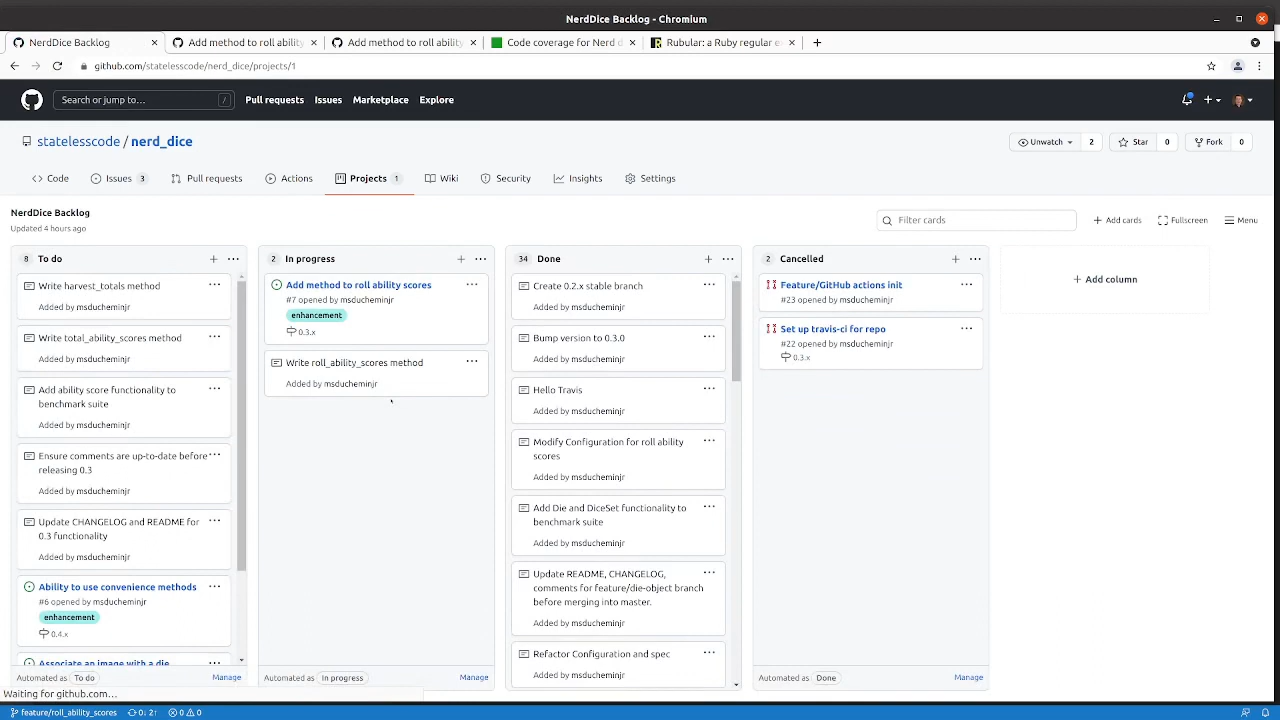 NerdDice Backlog - Chromium
NerdDice Backlog
Add method to roll ability
Add method to roll ability
Code coverage for Nerd d
Rubular: a Ruby regular e
github.com/statelesscode/nerd_dice/projects/1
Search or jump to...
/
Pull requests
Issues
Marketplace
Explore
statelesscode / nerd_dice
Unwatch 2
Star 0
Fork 0
Code
Issues 3
Pull requests
Actions
Projects 1
Wiki
Security
Insights
Settings
NerdDice Backlog
Updated 4 hours ago
Filter cards
Add cards
Fullscreen
Menu
8 To do
Write harvest_totals method
Added by msducheminjr
Write total_ability_scores method
Added by msducheminjr
Add ability score functionality to
benchmark suite
Added by msducheminjr
Ensure comments are up-to-date before
releasing 0.3
Added by msducheminjr
Update CHANGELOG and README for
0.3 functionality
Added by msducheminjr
Ability to use convenience methods
#6 opened by msducheminjr
enhancement
0.4.x
Associate an image with a die
Automated as To do
Manage
2 In progress
Add method to roll ability scores
#7 opened by msducheminjr
enhancement
0.3.x
Write roll_ability_scores method
Added by msducheminjr
Automated as In progress
Manage
34 Done
Create 0.2.x stable branch
Added by msducheminjr
Bump version to 0.3.0
Added by msducheminjr
Hello Travis
Added by msducheminjr
Modify Configuration for roll ability
scores
Added by msducheminjr
Add Die and DiceSet functionality to
benchmark suite
Added by msducheminjr
Update README, CHANGELOG,
comments for feature/die-object branch
before merging into master.
Added by msducheminjr
Refactor Configuration and spec
Added by msducheminjr
2 Cancelled
Feature/GitHub actions init
#23 opened by msducheminjr
Set up travis-ci for repo
#22 opened by msducheminjr
0.3.x
Automated as Done
Manage
Add column
Waiting for github.com...
feature/roll_ability_scores
0↓ 2↑
0
0